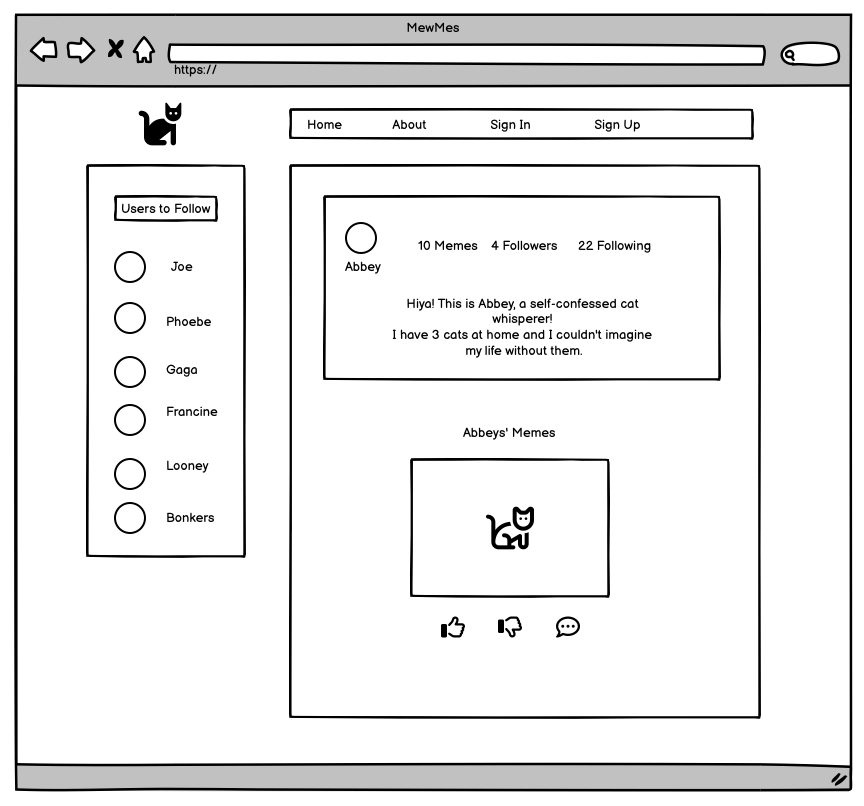 MewMes
https://
Home About Sign In Sign Up
Users to Follow
Joe
Phoebe
Gaga
Francine
Looney
Bonkers
Abbey
10 Memes 4 Followers 22 Following
Hiya! This is Abbey, a self-confessed cat
whisperer!
I have 3 cats at home and I couldn't imagine
my life without them.
Abbeys' Memes